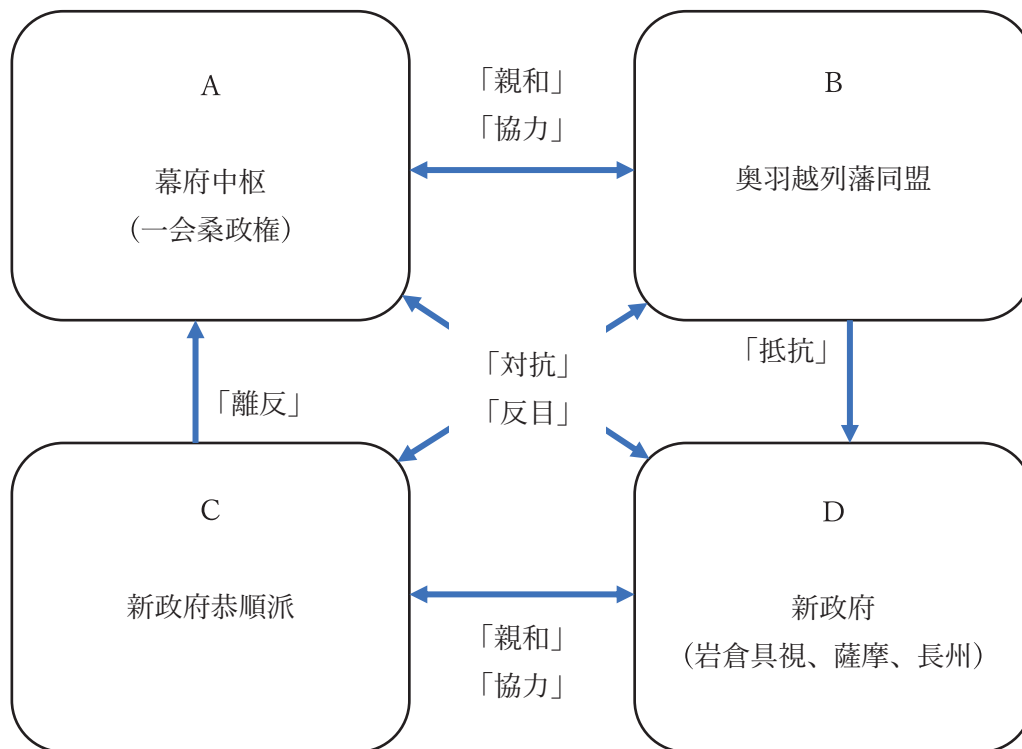 A
幕府中枢
（一会桑政権）
「親和」
「協力」
B
奥羽越列藩同盟
「離反」
「対抗」
「反目」
「抵抗」
C
新政府恭順派
「親和」
「協力」
D
新政府
（岩倉具視、薩摩、長州）